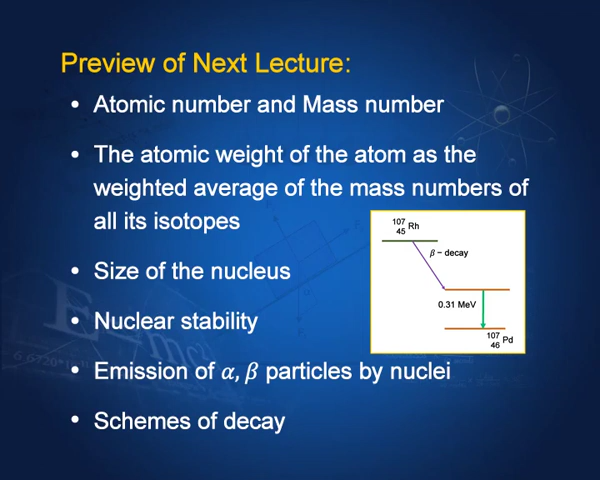 Preview of Next Lecture:
• Atomic number and Mass number
• The atomic weight of the atom as the
weighted average of the mass numbers of
all its isotopes
• Size of the nucleus
• Nuclear stability
• Emission of α, β particles by nuclei
• Schemes of decay
107
45 Rh
β − decay
0.31 MeV
107
46 Pd